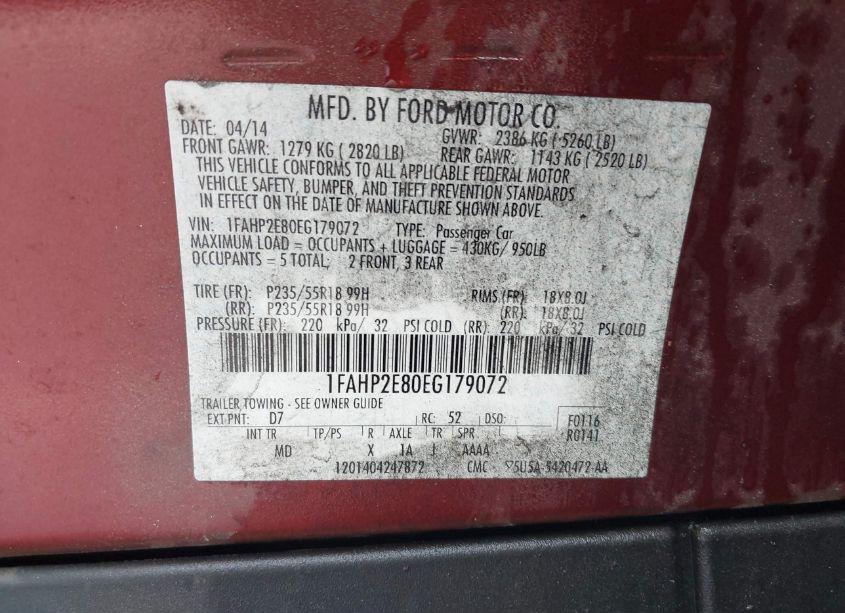 MFD. BY FORD MOTOR CO.
DATE: 04/14 GVWR: 2386 KG ( 5260 LB)
FRONT GAWR: 1279 KG ( 2820 LB) REAR GAWR: 1143 KG ( 2520 LB)
THIS VEHICLE CONFORMS TO ALL APPLICABLE FEDERAL MOTOR
VEHICLE SAFETY, BUMPER, AND THEFT PREVENTION STANDARDS
IN EFFECT ON THE DATE OF MANUFACTURE SHOWN ABOVE.
VIN: 1FAHP2E80EG179072 TYPE: Passenger Car
MAXIMUM LOAD = OCCUPANTS + LUGGAGE = 430KG/ 950LB
OCCUPANTS = 5 TOTAL; 2 FRONT, 3 REAR
TIRE (FR): P235/55R18 99H RIMS (FR): 18X8.0J
(RR): P235/55R18 99H (RR): 18X8.0J
PRESSURE (FR): 220 kPa/ 32 PSI COLD (RR): 220 kPa/ 32 PSI COLD
1FAHP2E80EG179072
TRAILER TOWING - SEE OWNER GUIDE
EXT PNT: D7 RC: 52 DSO: F0116
INT TR TP/PS R AXLE TR SPR R0141
MD X 1A J AAAA
1201404247872 CMC 5420472-AA